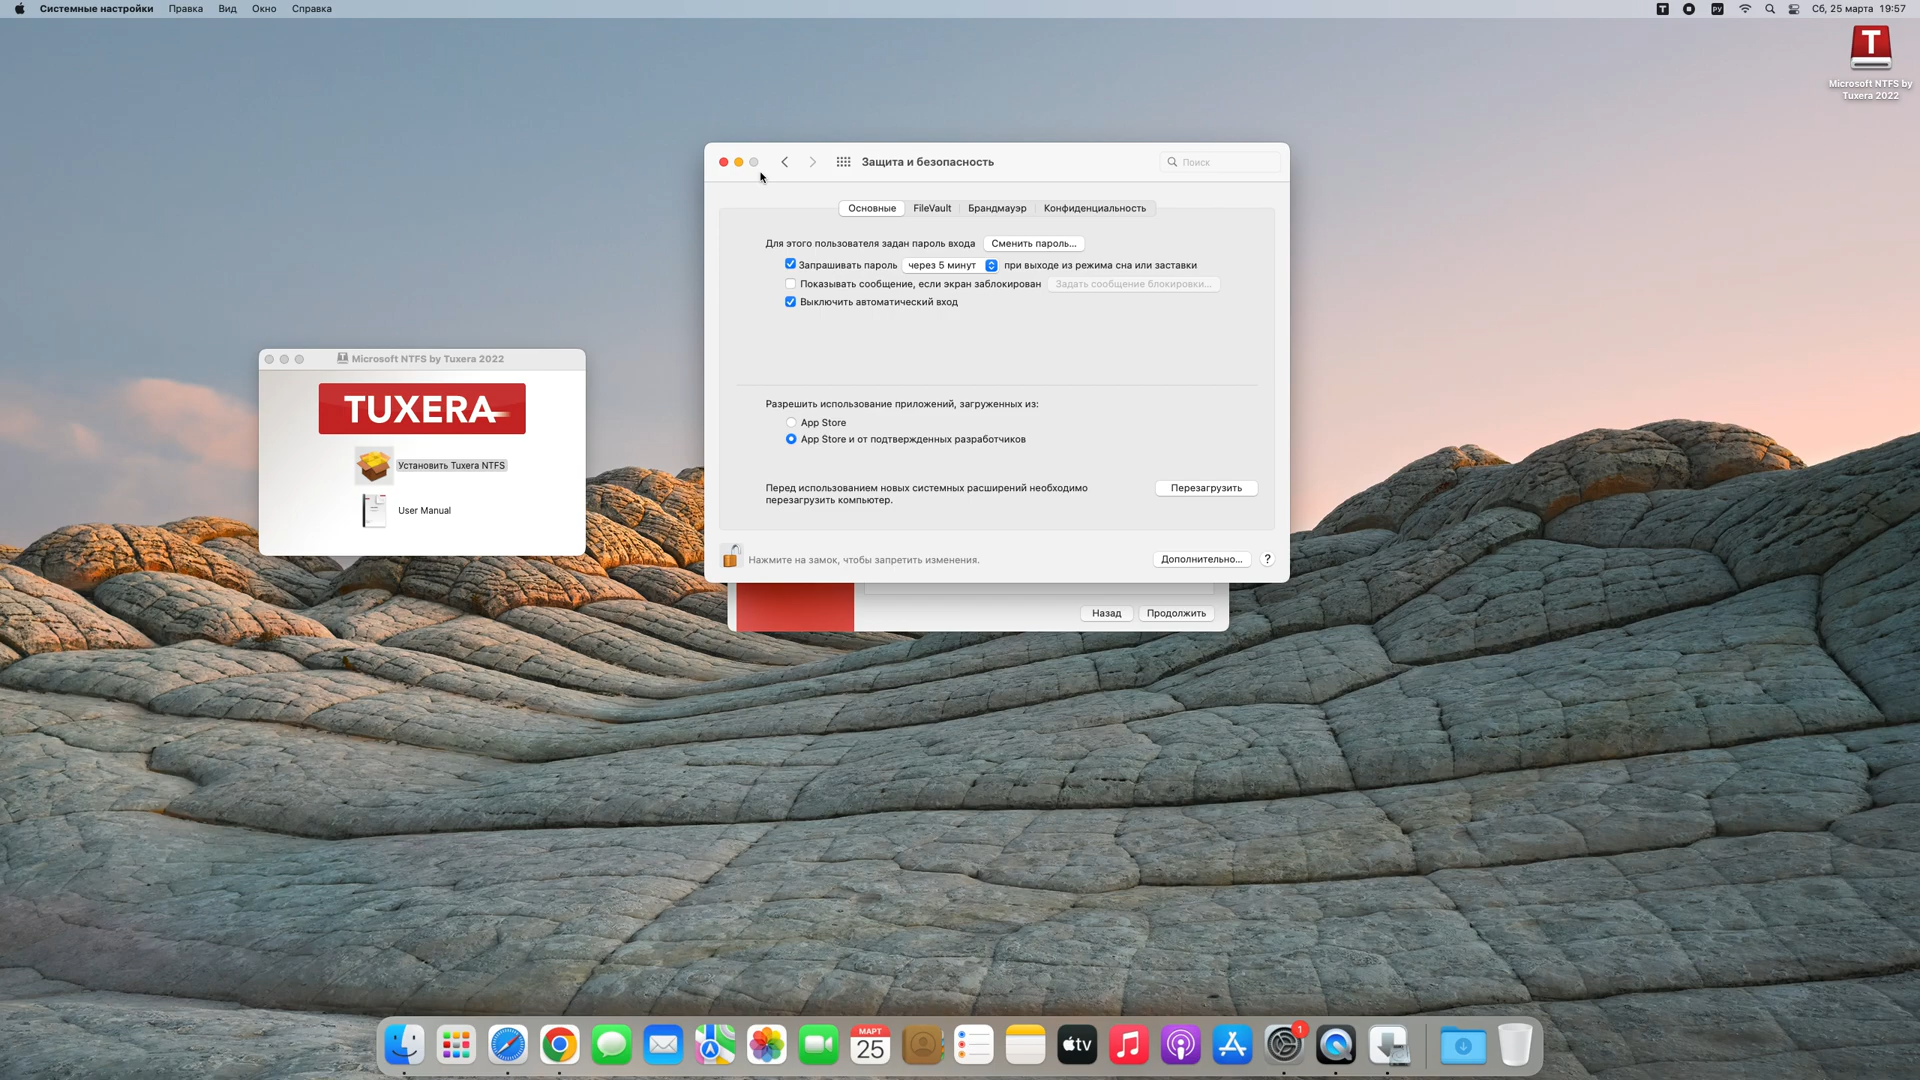 Системные настройки Правка Вид Окно Справка
T РУ Сб, 25 марта 19:57
T
Microsoft NTFS by
Tuxera 2022
Защита и безопасность Поиск
Основные FileVault Брандмауэр Конфиденциальность
Для этого пользователя задан пароль входа Сменить пароль...
Запрашивать пароль через 5 минут при выходе из режима сна или заставки
Показывать сообщение, если экран заблокирован Задать сообщение блокировки...
Выключить автоматический вход
Разрешить использование приложений, загруженных из:
App Store
App Store и от подтвержденных разработчиков
Перед использованием новых системных расширений необходимо
перезагрузить компьютер.
Перезагрузить
Нажмите на замок, чтобы запретить изменения.
Дополнительно... ?
Назад Продолжить
Microsoft NTFS by Tuxera 2022
TUXERA
Установить Tuxera NTFS
User Manual
МАРТ
25
tv
1